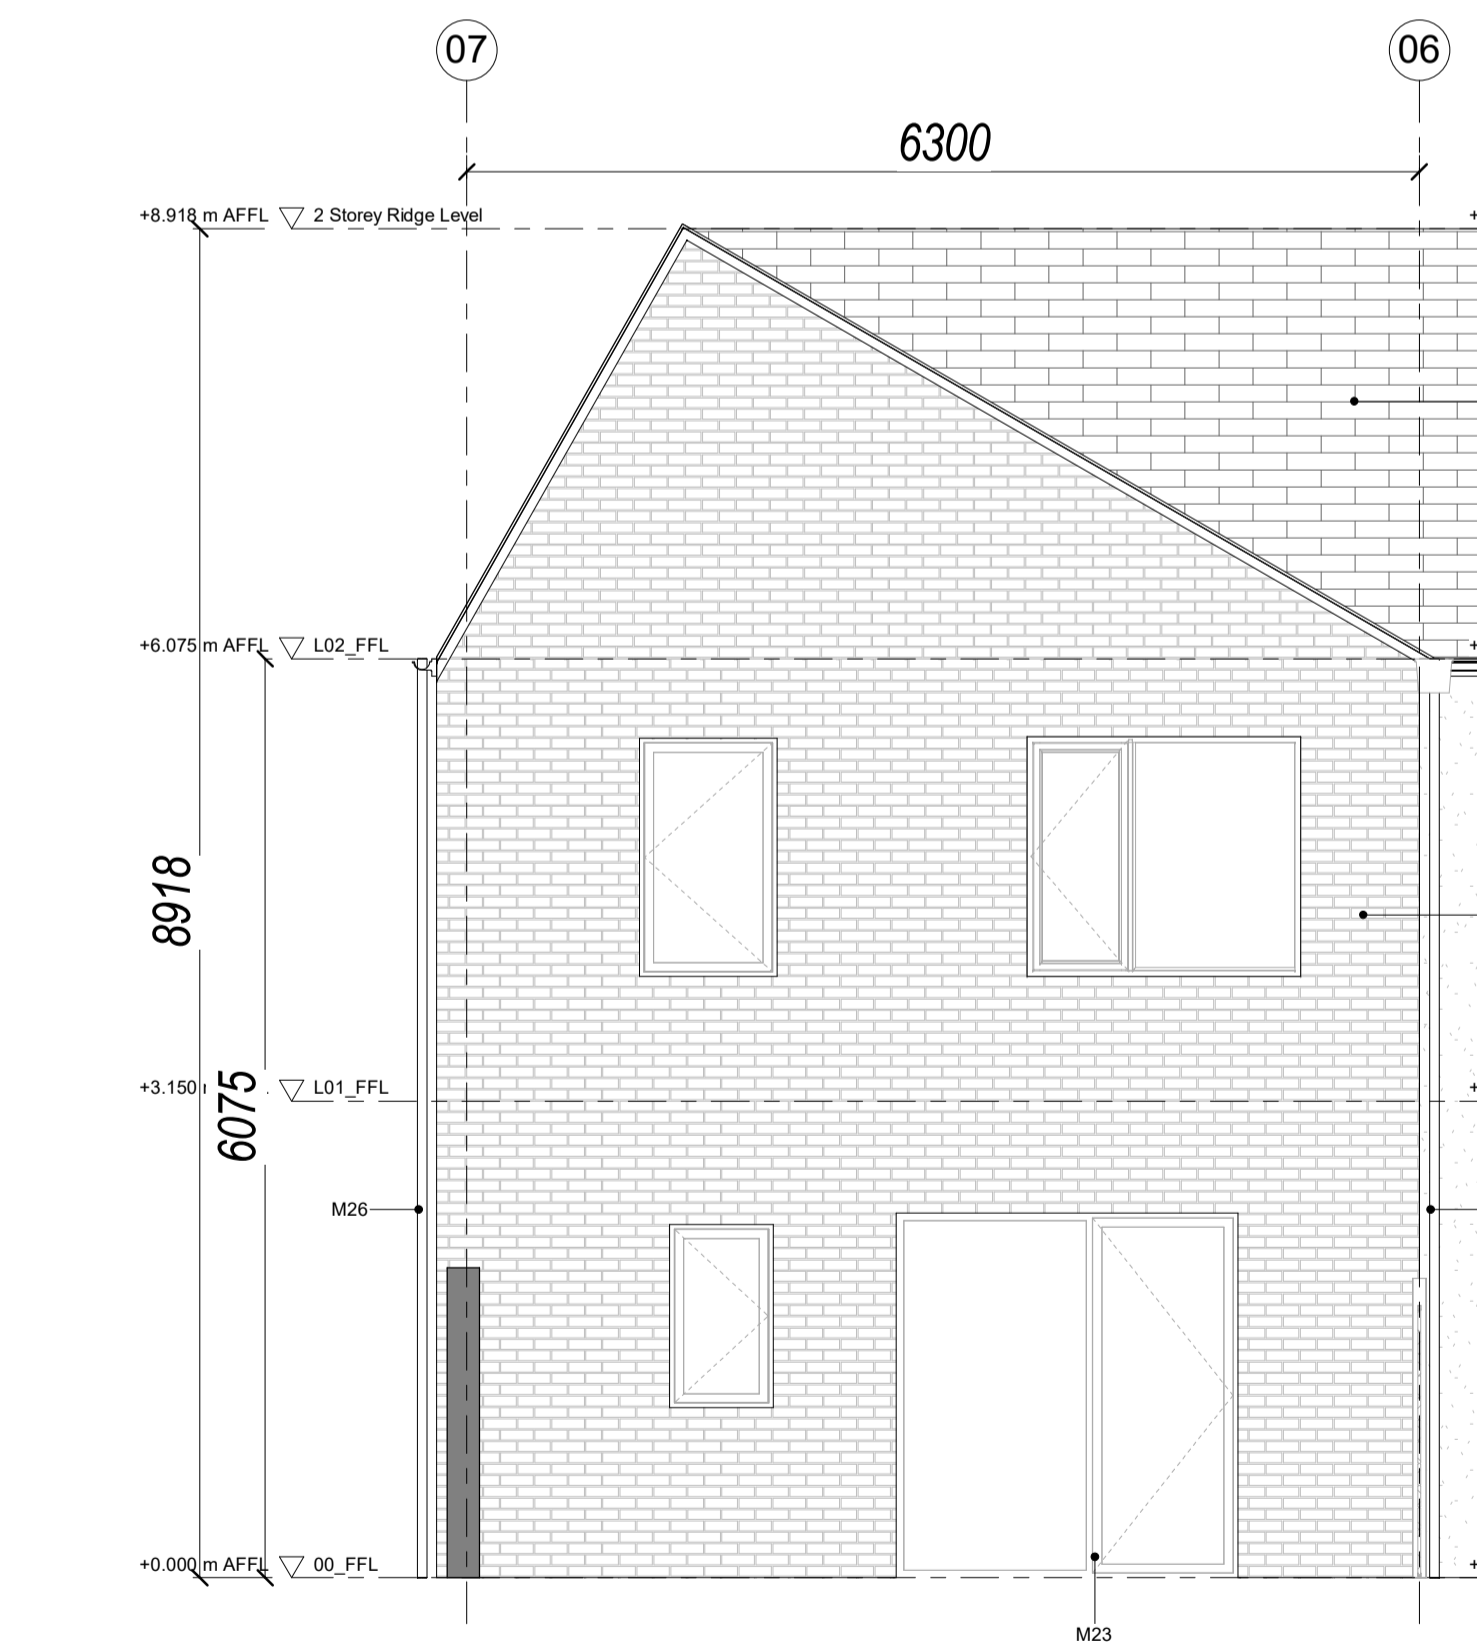 07
06
6300
+8.918 m AFFL
2 Storey Ridge Level
+6.075 m AFFL
L02_FFL
8918
+3.150
L01_FFL
6075
M26
+0.000 m AFFL
00_FFL
M23